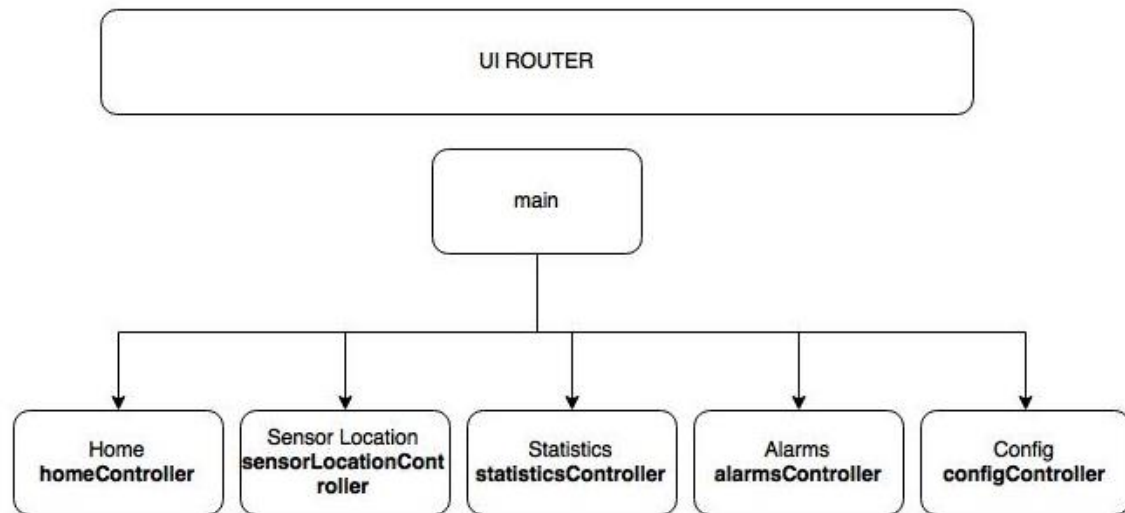 UI ROUTER
main
Home
homeController
Sensor Location
sensorLocationCont
roller
Statistics
statisticsController
Alarms
alarmsController
Config
configController